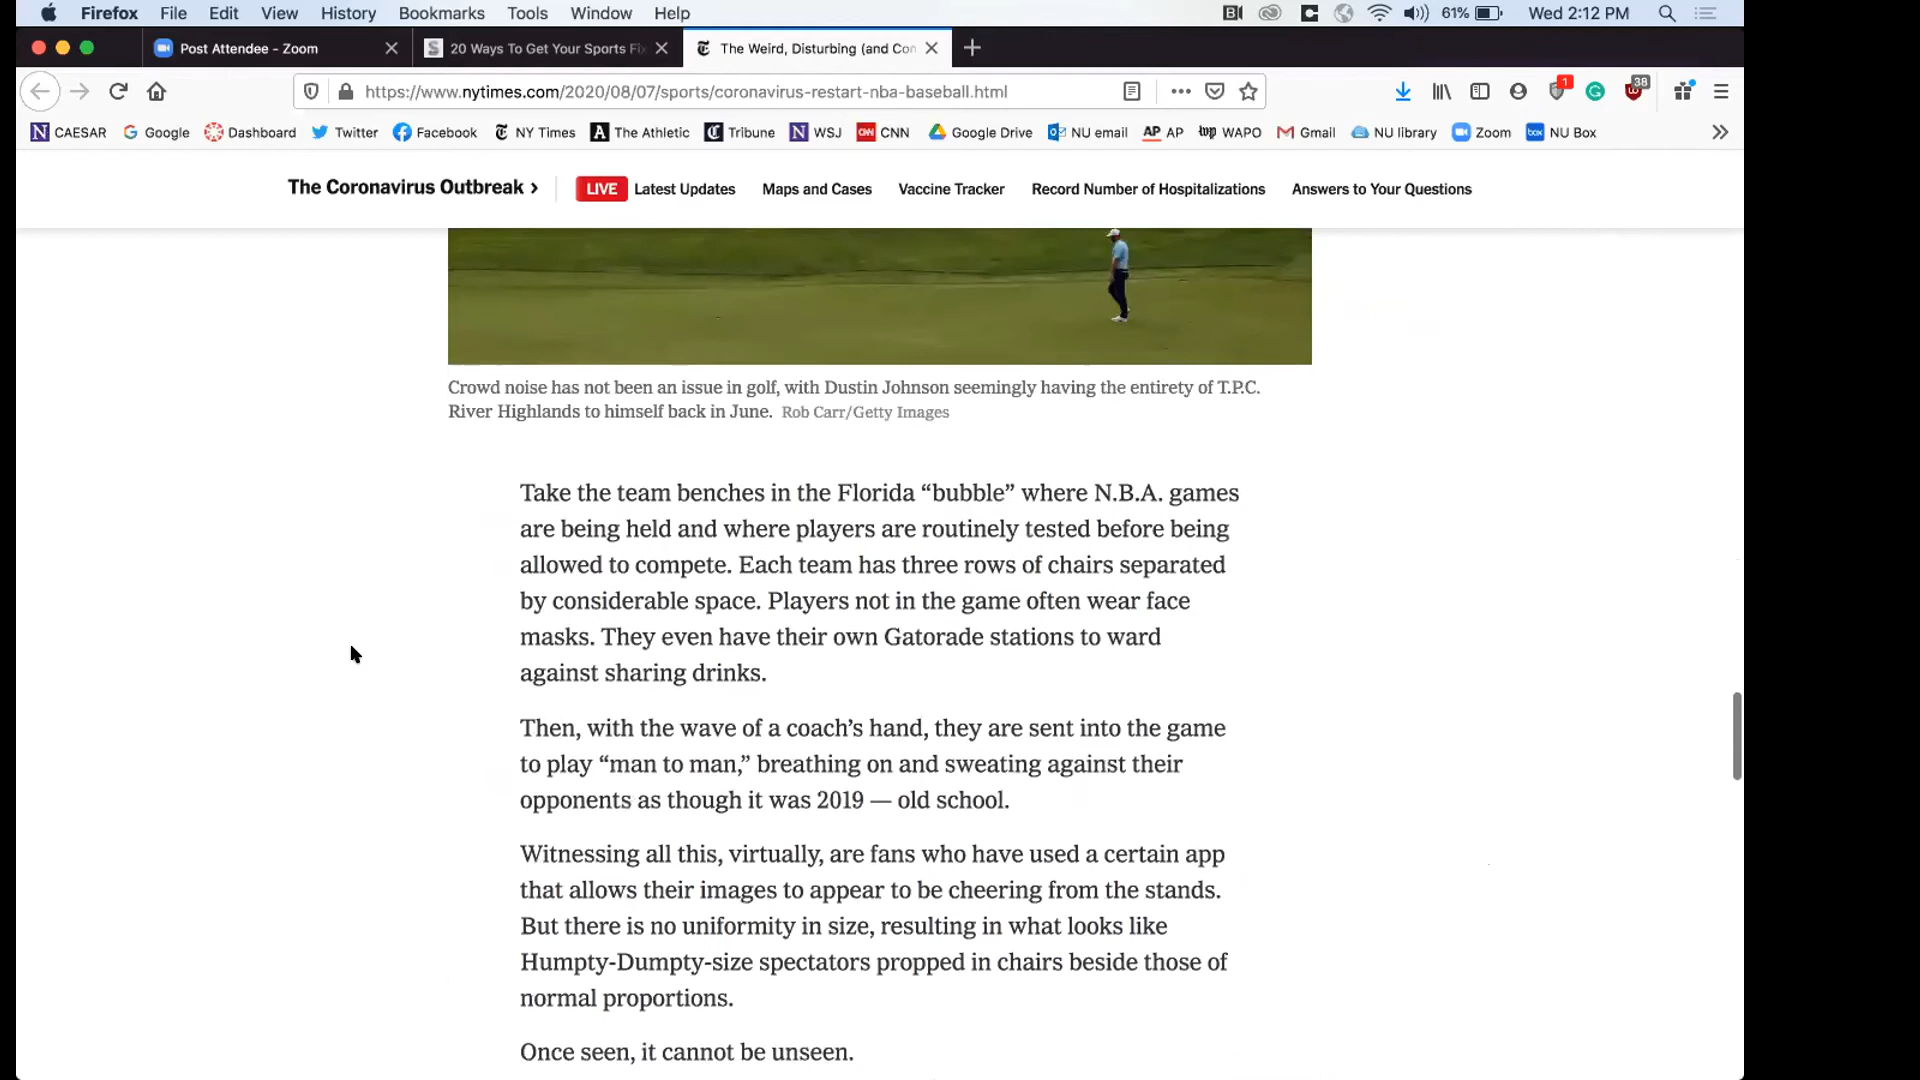 Firefox File Edit View History Bookmarks Tools Window Help 61% Wed 2:12 PM
Post Attendee - Zoom 20 Ways To Get Your Sports Fix The Weird, Disturbing (and Con
https://www.nytimes.com/2020/08/07/sports/coronavirus-restart-nba-baseball.html 1 38
CAESAR Google Dashboard Twitter Facebook NY Times The Athletic Tribune WSJ CNN Google Drive NU email AP AP wp WAPO Gmail NU library Zoom box NU Box
The Coronavirus Outbreak › LIVE Latest Updates Maps and Cases Vaccine Tracker Record Number of Hospitalizations Answers to Your Questions
Crowd noise has not been an issue in golf, with Dustin Johnson seemingly having the entirety of T.P.C.
River Highlands to himself back in June. Rob Carr/Getty Images
Take the team benches in the Florida “bubble” where N.B.A. games
are being held and where players are routinely tested before being
allowed to compete. Each team has three rows of chairs separated
by considerable space. Players not in the game often wear face
masks. They even have their own Gatorade stations to ward
against sharing drinks.
Then, with the wave of a coach’s hand, they are sent into the game
to play “man to man,” breathing on and sweating against their
opponents as though it was 2019 — old school.
Witnessing all this, virtually, are fans who have used a certain app
that allows their images to appear to be cheering from the stands.
But there is no uniformity in size, resulting in what looks like
Humpty-Dumpty-size spectators propped in chairs beside those of
normal proportions.
Once seen, it cannot be unseen.